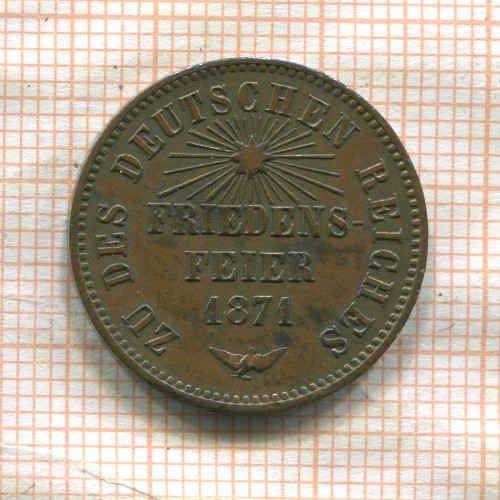 ZU DES DEUTSCHEN REICHES
FRIEDENS-
FEIER
1871